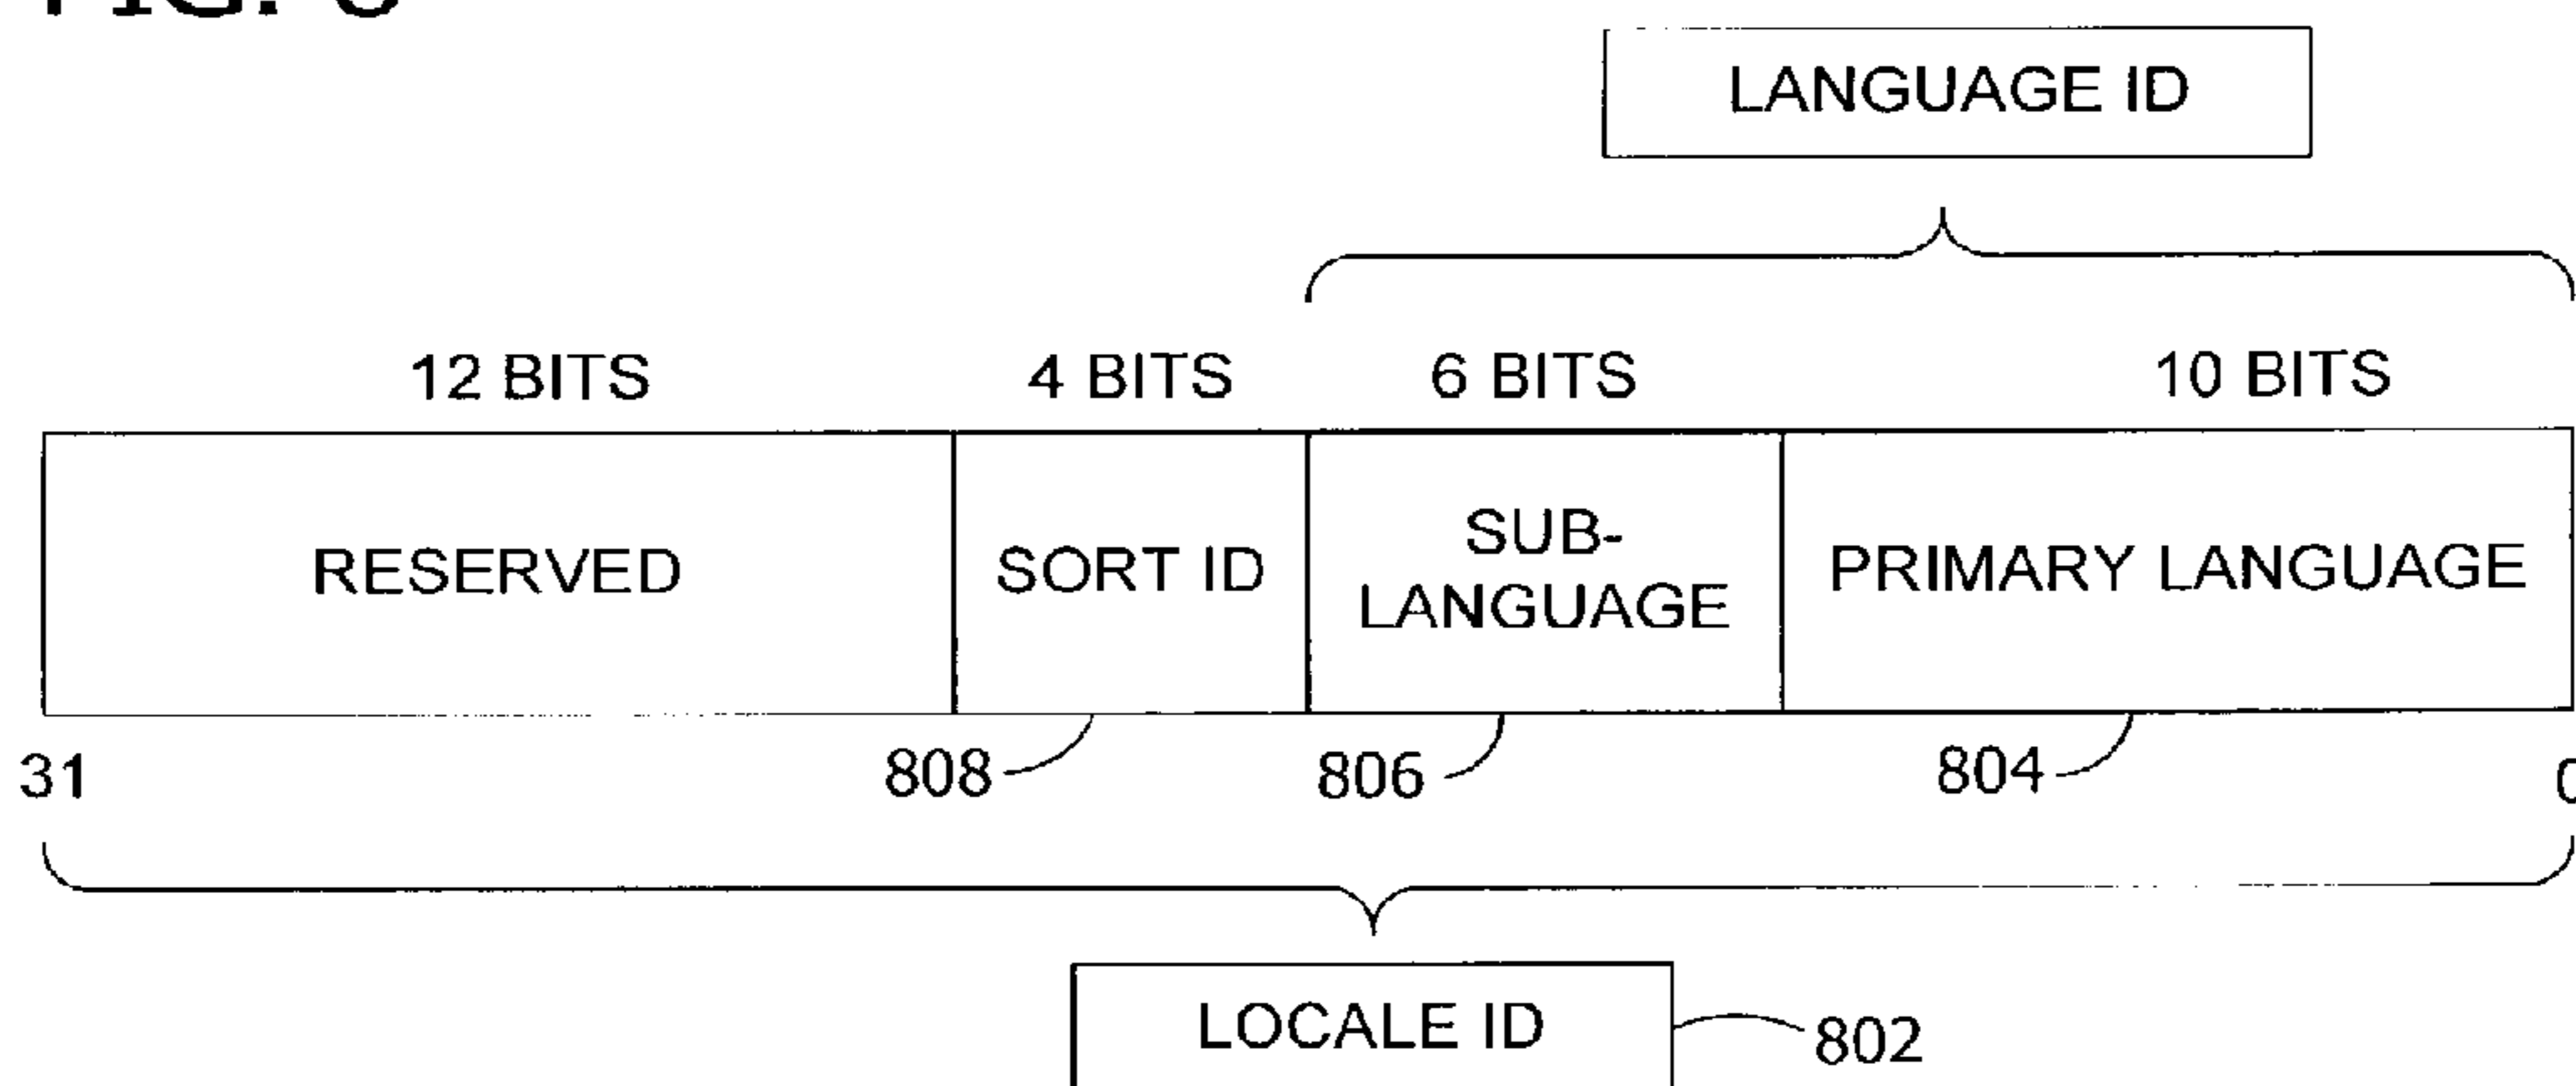 LANGUAGE ID
12 BITS 4 BITS 6 BITS 10 BITS
RESERVED
SORT ID
SUB-
LANGUAGE
PRIMARY LANGUAGE
31 808 806 804
LOCALE ID
802